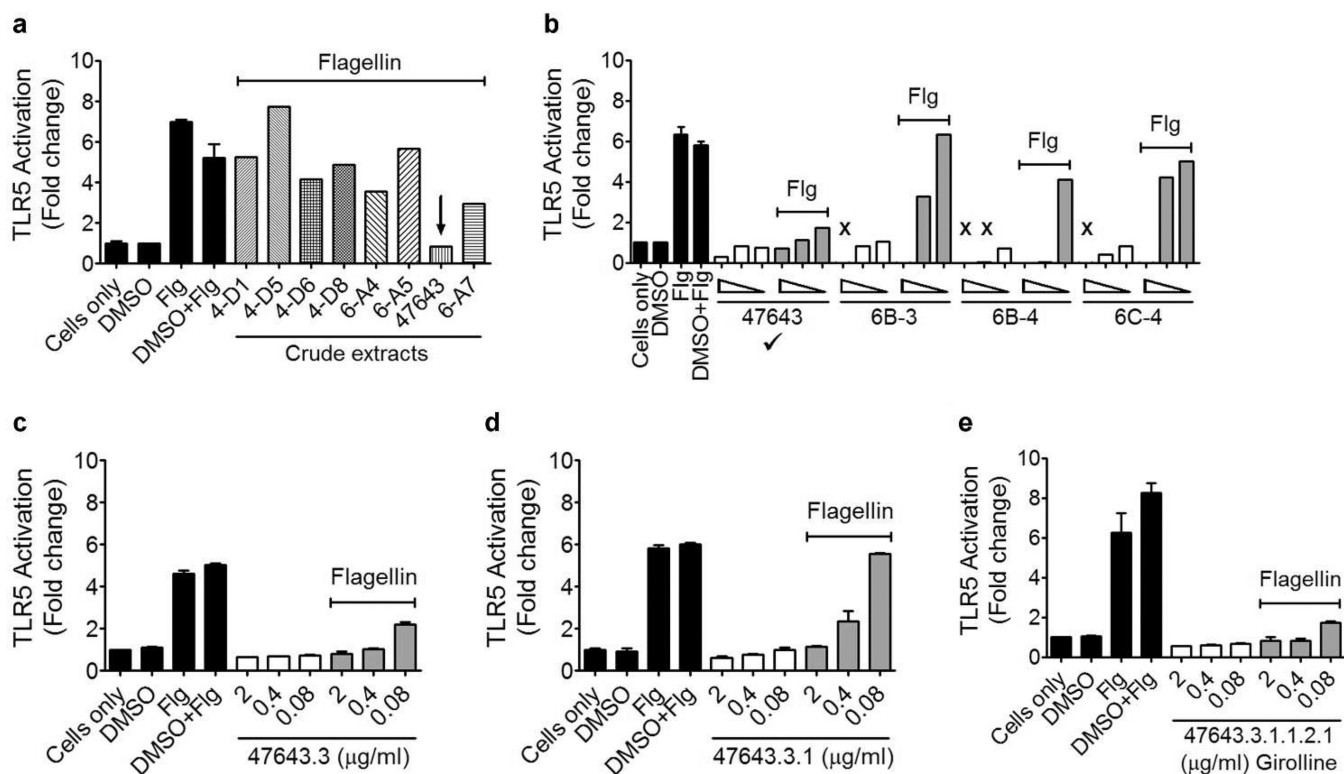 a
TLR5 Activation
(Fold change)
10
8
6
4
2
0
Flagellin
Cells only
DMSO
Flg
DMSO+Flg
4-D1
4-D5
4-D6
4-D8
6-A4
6-A5
47643
6-A7
Crude extracts
b
TLR5 Activation
(Fold change)
10
8
6
4
2
0
Flg
Flg
Flg
Flg
x
x x
x
Cells only
DMSO
Flg
DMSO+Flg
47643
6B-3
6B-4
6C-4
✓
c
TLR5 Activation
(Fold change)
10
8
6
4
2
0
Flagellin
Cells only
DMSO
Flg
DMSO+Flg
2
0.4
0.08
2
0.4
0.08
47643.3 (μg/ml)
d
TLR5 Activation
(Fold change)
10
8
6
4
2
0
Flagellin
Cells only
DMSO
Flg
DMSO+Flg
2
0.4
0.08
2
0.4
0.08
47643.3.1 (μg/ml)
e
TLR5 Activation
(Fold change)
10
8
6
4
2
0
Flagellin
Cells only
DMSO
Flg
DMSO+Flg
2
0.4
0.08
2
0.4
0.08
47643.3.1.1.2.1
(μg/ml) Girolline